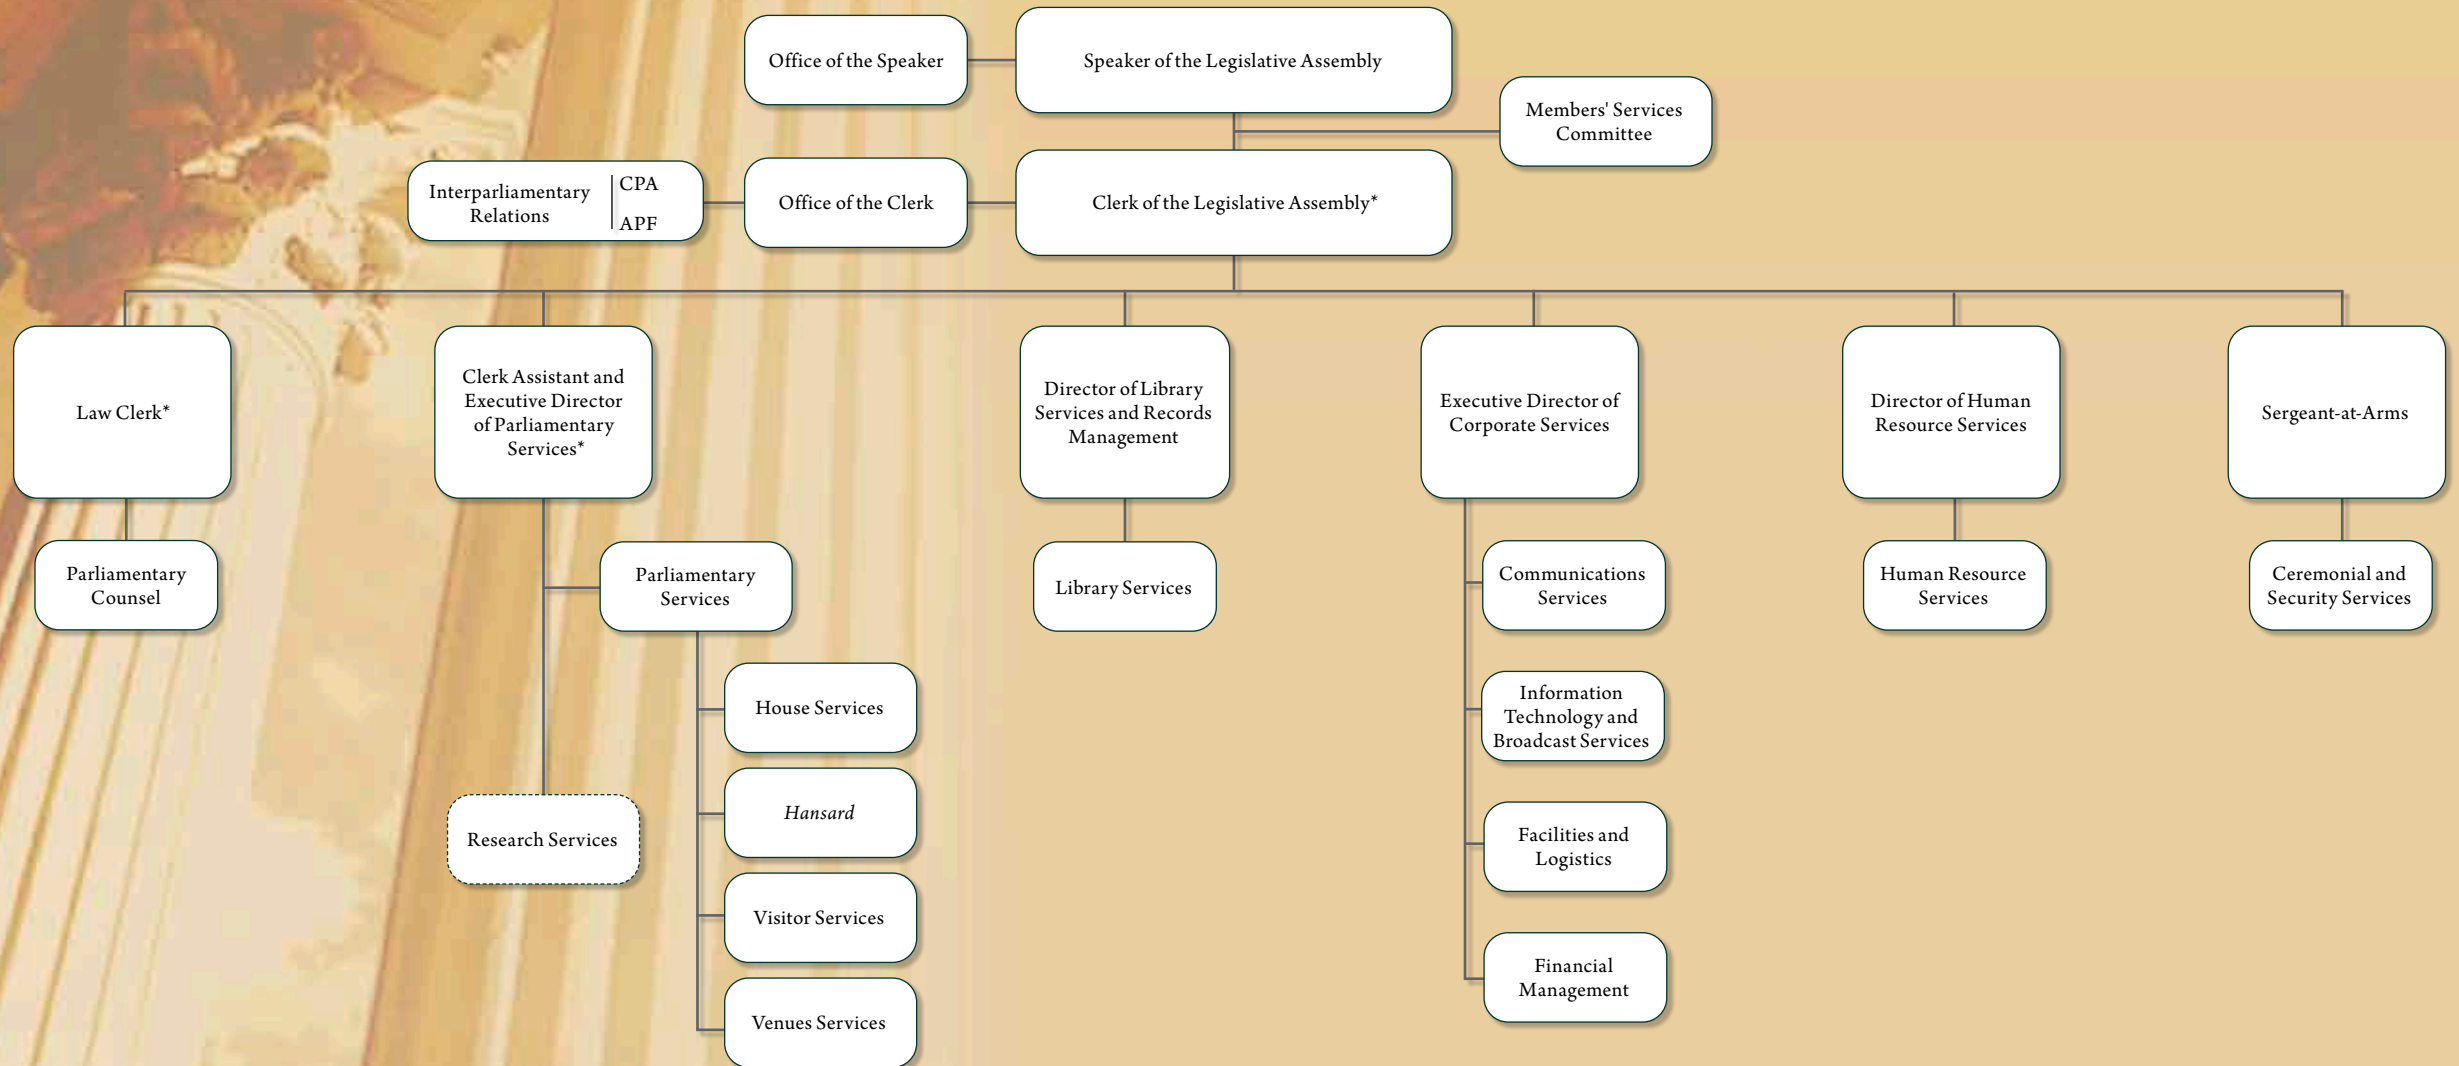 Office of the Speaker
Speaker of the Legislative Assembly
Members' Services
Committee
Interparliamentary
Relations
CPA
APF
Office of the Clerk
Clerk of the Legislative Assembly*
Law Clerk*
Clerk Assistant and
Executive Director
of Parliamentary
Services*
Director of Library
Services and Records
Management
Executive Director of
Corporate Services
Director of Human
Resource Services
Sergeant-at-Arms
Parliamentary
Counsel
Parliamentary
Services
Library Services
Communications
Services
Human Resource
Services
Ceremonial and
Security Services
House Services
Information
Technology and
Broadcast Services
Hansard
Research Services
Facilities and
Logistics
Visitor Services
Financial
Management
Venues Services